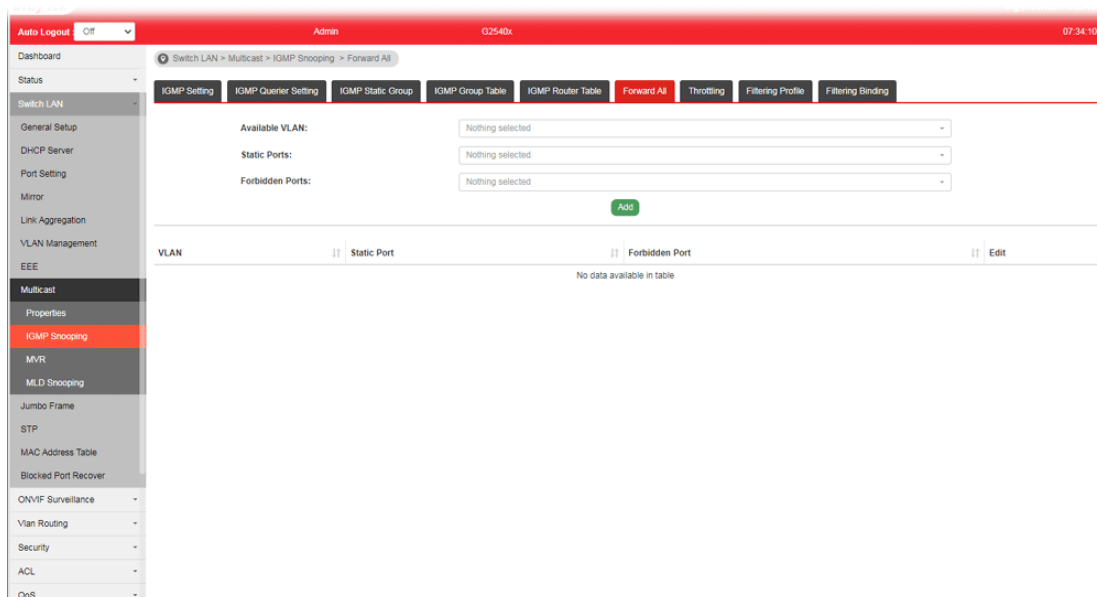 Auto Logout : Off Admin G2540x 07:34:10
Dashboard
Status
Switch LAN
General Setup
DHCP Server
Port Setting
Mirror
Link Aggregation
VLAN Management
EEE
Multicast
Properties
IGMP Snooping
MVR
MLD Snooping
Jumbo Frame
STP
MAC Address Table
Blocked Port Recover
ONVIF Surveillance
Vlan Routing
Security
ACL
QoS
Switch LAN > Multicast > IGMP Snooping > Forward All
IGMP Setting IGMP Querier Setting IGMP Static Group IGMP Group Table IGMP Router Table Forward All Throttling Filtering Profile Filtering Binding
Available VLAN: Nothing selected
Static Ports: Nothing selected
Forbidden Ports: Nothing selected
Add
VLAN Static Port Forbidden Port Edit
No data available in table